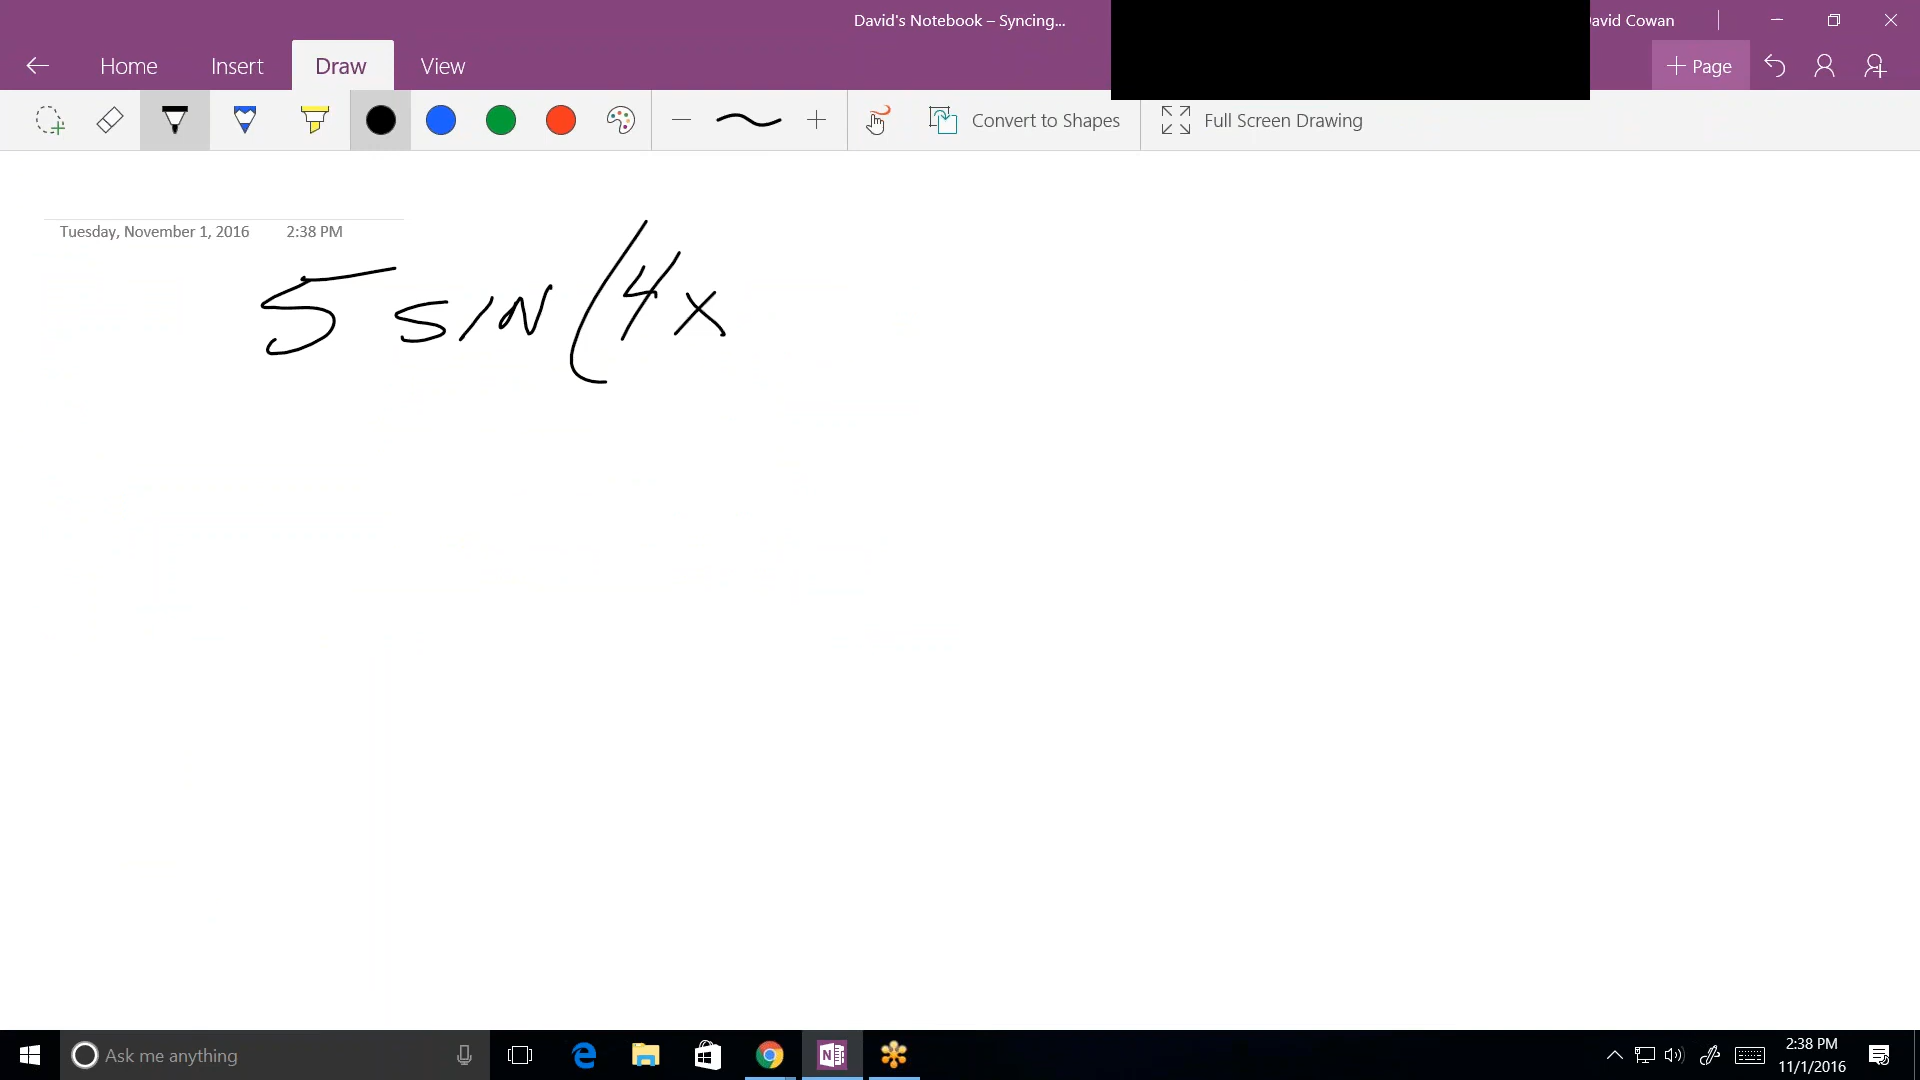 David's Notebook – Syncing...
avid Cowan
Home Insert Draw View
Page
Convert to Shapes
Full Screen Drawing
Tuesday, November 1, 2016 2:38 PM
5 sin (4x
Ask me anything
2:38 PM
11/1/2016